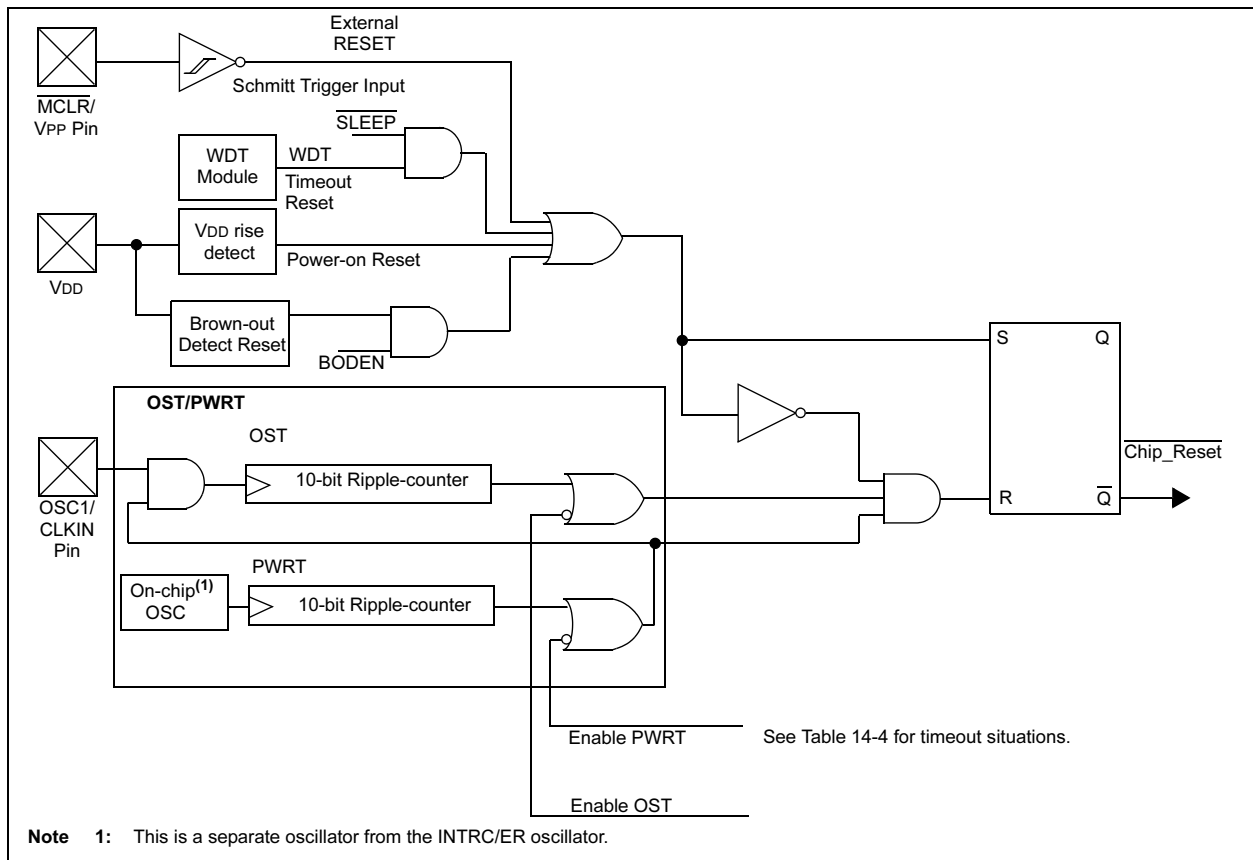 External
RESET
Schmitt Trigger Input
MCLR/
VPP Pin
SLEEP
WDT
Module
WDT
Timeout
Reset
VDD rise
detect
Power-on Reset
VDD
Brown-out
Detect Reset
BODEN
S
Q
R
Q
Chip_Reset
OST/PWRT
OST
10-bit Ripple-counter
OSC1/
CLKIN
Pin
PWRT
On-chip(1)
OSC
10-bit Ripple-counter
Enable PWRT
See Table 14-4 for timeout situations.
Enable OST
Note 1: This is a separate oscillator from the INTRC/ER oscillator.